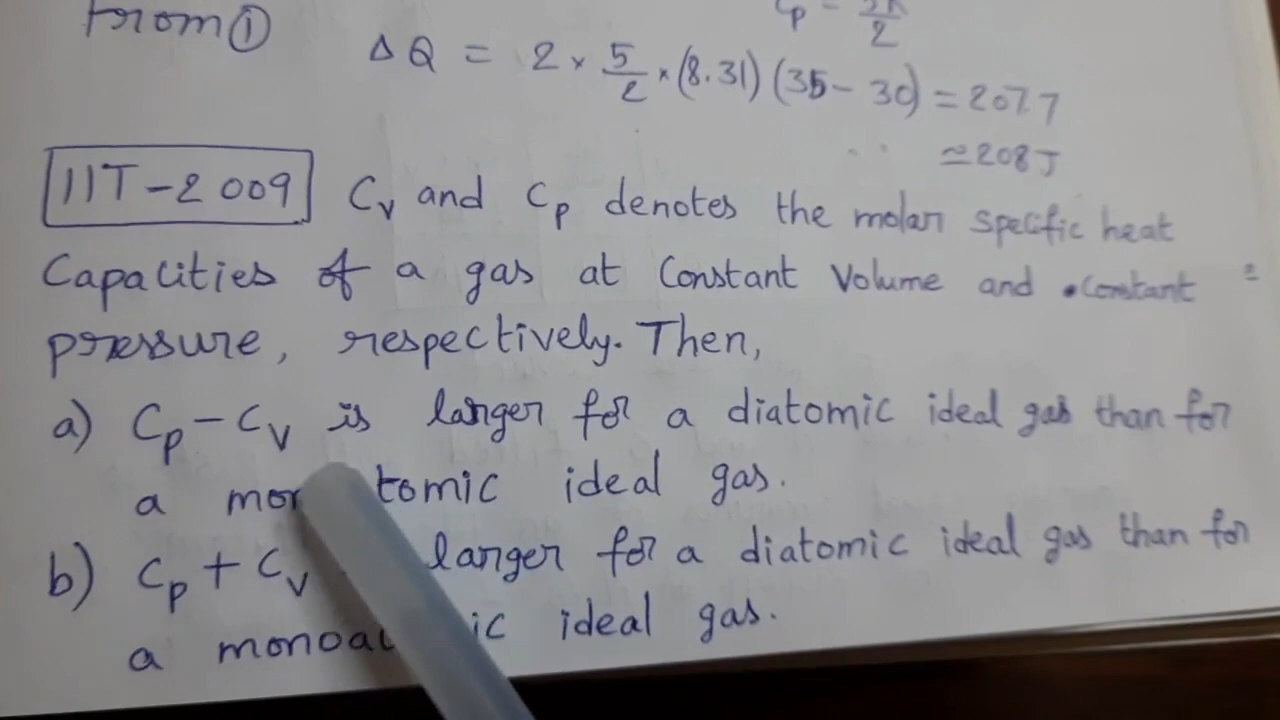 from ①
Cp - 5R/2
ΔQ = 2 × 5/2 × (8.31) (35 - 30) = 207.7
≃ 208 J
IIT-2009 Cv and Cp denotes the molar specific heat
Capacities of a gas at Constant Volume and constant =
pressure, respectively. Then,
a) Cp - Cv is larger for a diatomic ideal gas than for
a mon tomic ideal gas.
b) Cp + Cv larger for a diatomic ideal gas than for
a monoat ic ideal gas.